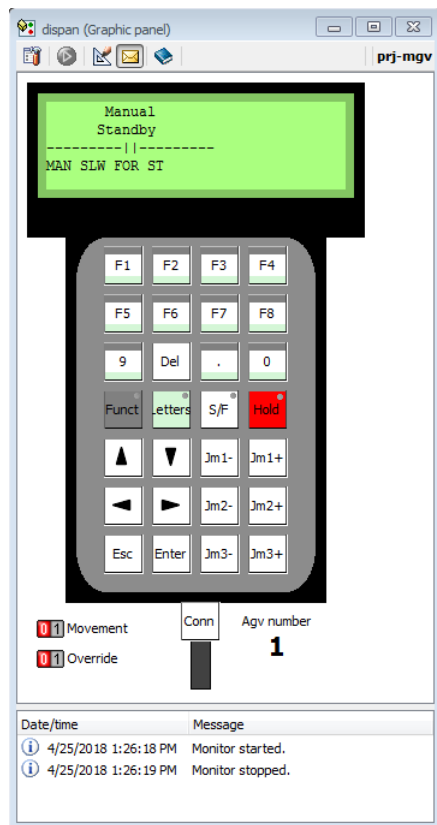 dispan (Graphic panel)
prj-mgv
Manual
Standby
---------||---------
MAN SLW FOR ST
F1 F2 F3 F4
F5 F6 F7 F8
9 Del . 0
Funct Letters S/F Hold
Jm1- Jm1+
Jm2- Jm2+
Esc Enter Jm3- Jm3+
Conn
0 1 Movement
Agv number
1
0 1 Override
Date/time Message
4/25/2018 1:26:18 PM Monitor started.
4/25/2018 1:26:19 PM Monitor stopped.